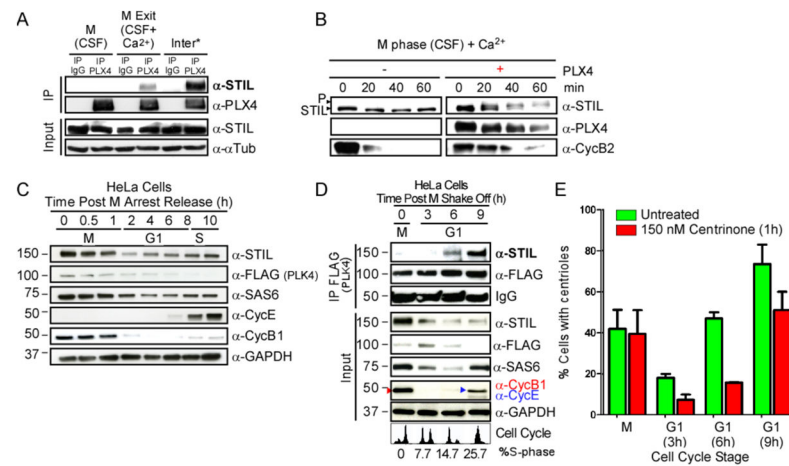 A
M
(CSF)
M Exit
(CSF+
Ca2+)
Inter*
IP IgG IP PLX4 IP IgG IP PLX4 IP IgG IP PLX4
IP
α-STIL
α-PLX4
Input
α-STIL
α-αTub
B
M phase (CSF) + Ca2+
- + PLX4
0 20 40 60 0 20 40 60 min
P
STIL
α-STIL
α-PLX4
α-CycB2
C
HeLa Cells
Time Post M Arrest Release (h)
0 0.5 1 2 4 6 8 10
M G1 S
150 α-STIL
100 α-FLAG (PLK4)
75 α-SAS6
50 α-CycE
50 α-CycB1
37 α-GAPDH
D
HeLa Cells
Time Post M Shake Off (h)
0 3 6 9
M G1
IP FLAG
(PLK4)
150 α-STIL
100 α-FLAG
50 IgG
Input
150 α-STIL
100 α-FLAG
75 α-SAS6
50 α-CycB1
α-CycE
37 α-GAPDH
Cell Cycle
0 7.7 14.7 25.7 %S-phase
E
Untreated
150 nM Centrinone (1h)
% Cells with centrioles
100
80
60
40
20
0
M G1 G1 G1
(3h) (6h) (9h)
Cell Cycle Stage